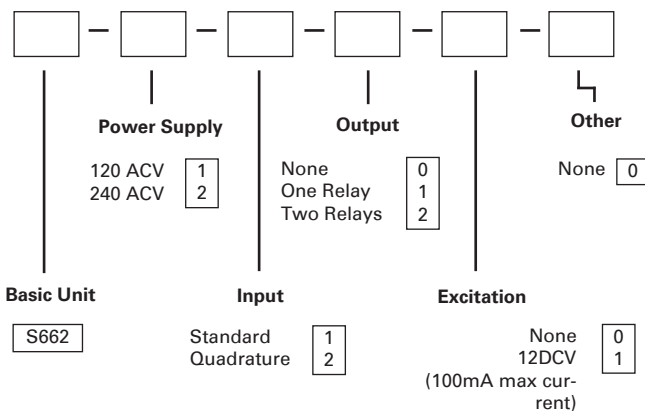 Power Supply
120 ACV 1
240 ACV 2
Output
None 0
One Relay 1
Two Relays 2
Other
None 0
Basic Unit
S662
Input
Standard 1
Quadrature 2
Excitation
None 0
12DCV 1
(100mA max cur-
rent)